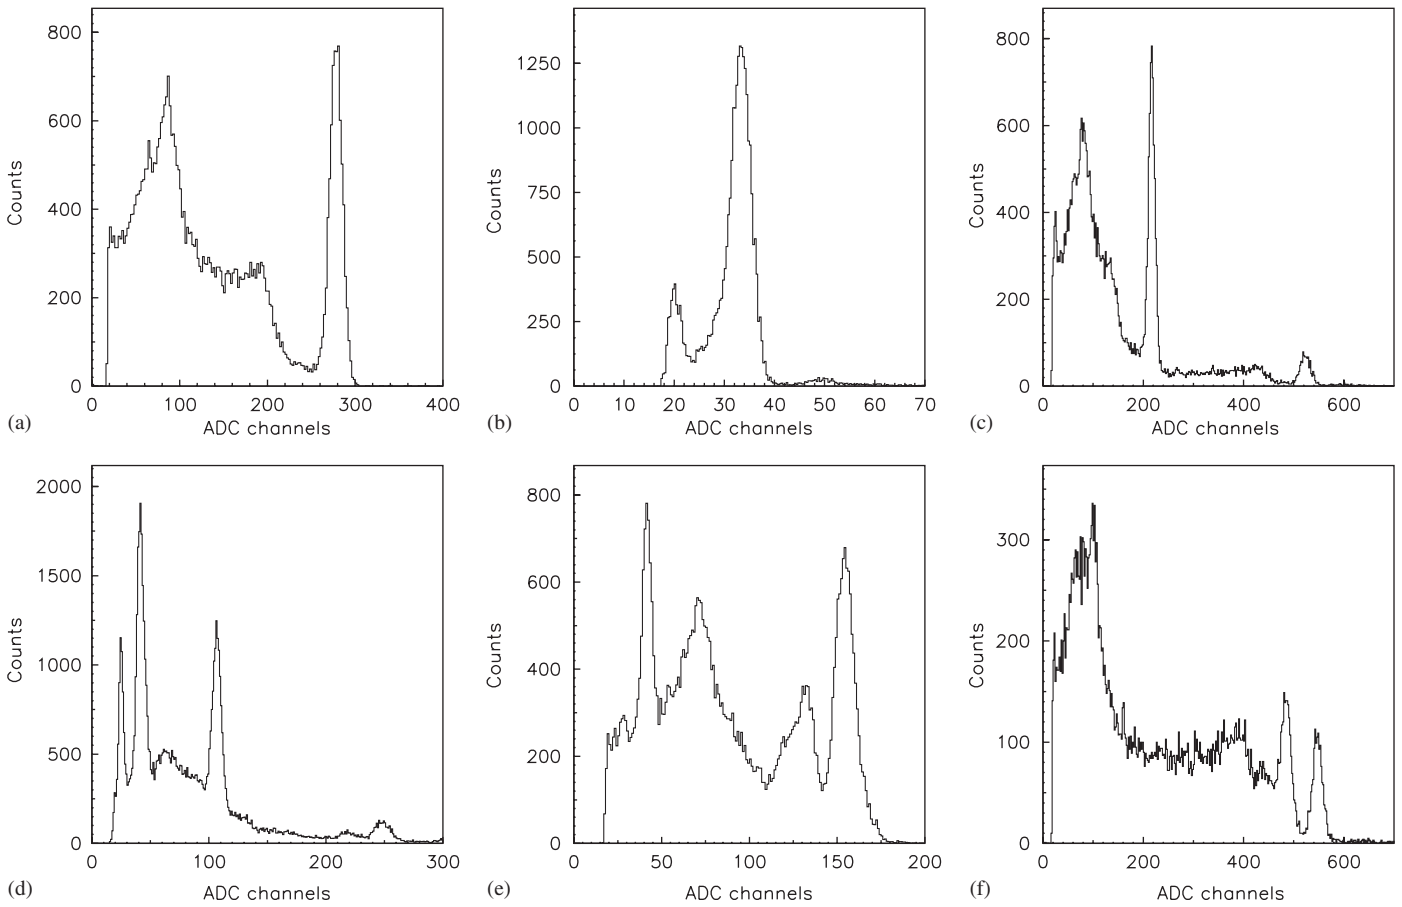 800
600
400
200
0
Counts
0 100 200 300 400
ADC channels
(a)
1250
1000
750
500
250
0
Counts
0 10 20 30 40 50 60 70
ADC channels
(b)
800
600
400
200
0
Counts
0 200 400 600
ADC channels
(c)
2000
1500
1000
500
0
Counts
0 100 200 300
ADC channels
(d)
800
600
400
200
0
Counts
0 50 100 150 200
ADC channels
(e)
300
200
100
0
Counts
0 200 400 600
ADC channels
(f)